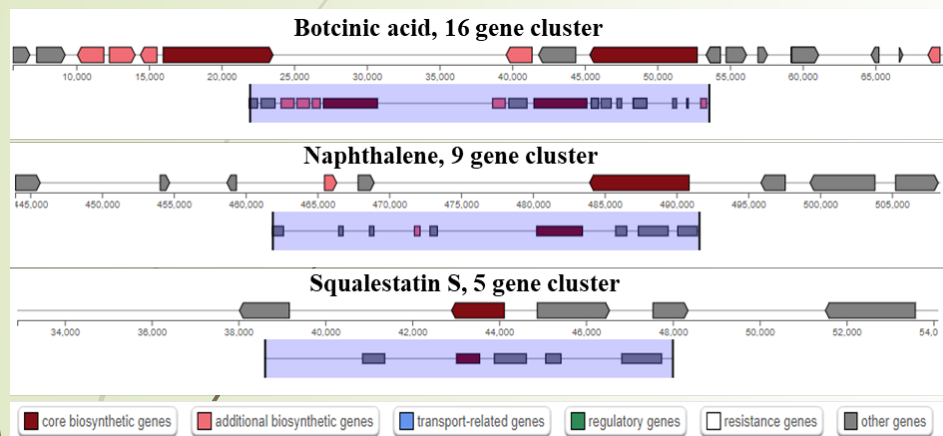 Botcinic acid, 16 gene cluster
10,000 15,000 20,000 25,000 30,000 35,000 40,000 45,000 50,000 55,000 60,000 65,000
Naphthalene, 9 gene cluster
445,000 450,000 455,000 460,000 465,000 470,000 475,000 480,000 485,000 490,000 495,000 500,000 505,000
Squalestatin S, 5 gene cluster
34,000 36,000 38,000 40,000 42,000 44,000 46,000 48,000 50,000 52,000 54,0
core biosynthetic genes additional biosynthetic genes transport-related genes regulatory genes resistance genes other genes